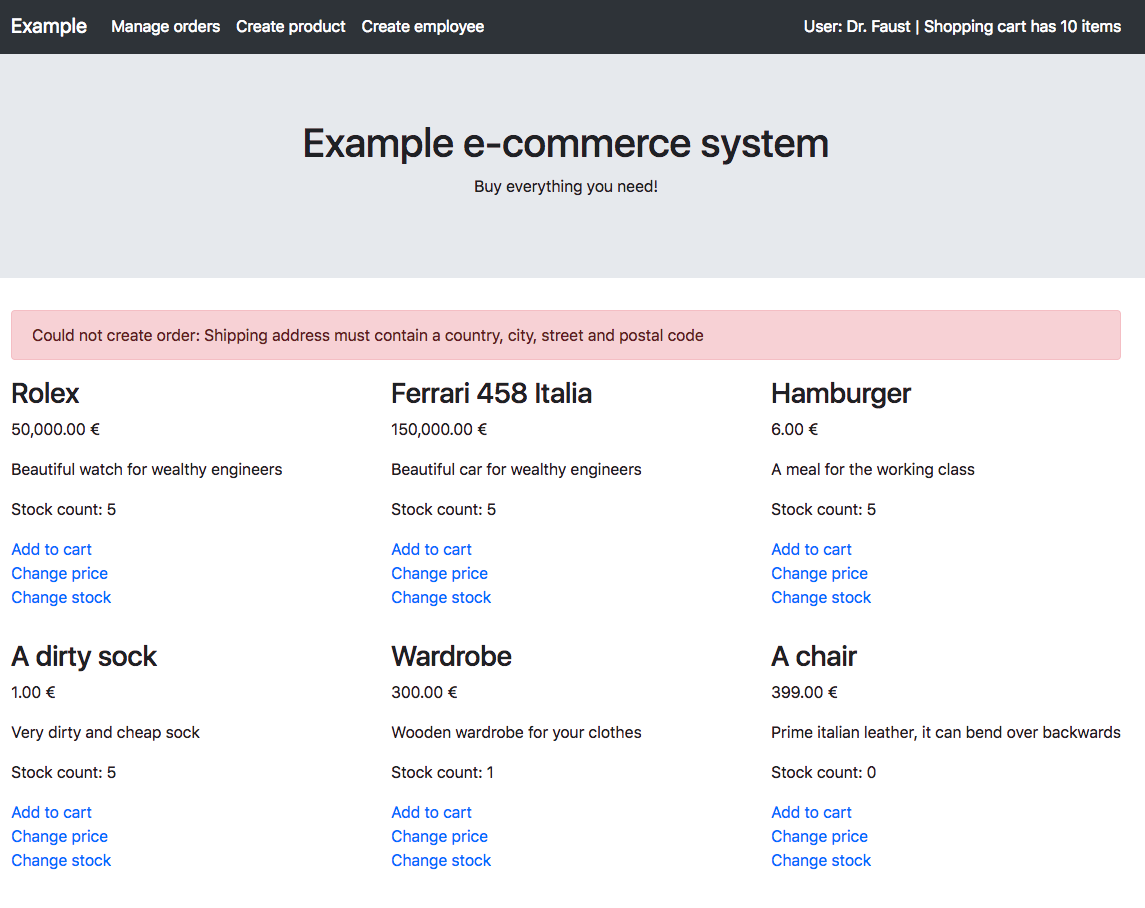 Example Manage orders Create product Create employee User: Dr. Faust | Shopping cart has 10 items
Example e-commerce system
Buy everything you need!
Could not create order: Shipping address must contain a country, city, street and postal code
Rolex
50,000.00 €
Beautiful watch for wealthy engineers
Stock count: 5
Add to cart
Change price
Change stock
Ferrari 458 Italia
150,000.00 €
Beautiful car for wealthy engineers
Stock count: 5
Add to cart
Change price
Change stock
Hamburger
6.00 €
A meal for the working class
Stock count: 5
Add to cart
Change price
Change stock
A dirty sock
1.00 €
Very dirty and cheap sock
Stock count: 5
Add to cart
Change price
Change stock
Wardrobe
300.00 €
Wooden wardrobe for your clothes
Stock count: 1
Add to cart
Change price
Change stock
A chair
399.00 €
Prime italian leather, it can bend over backwards
Stock count: 0
Add to cart
Change price
Change stock